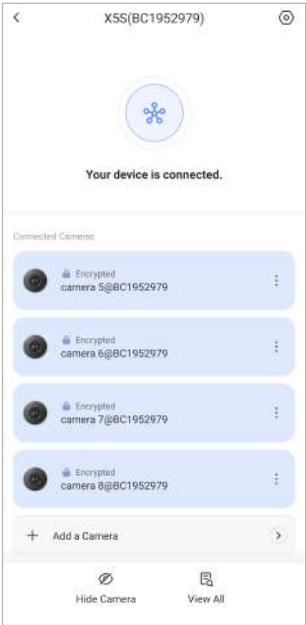 X5S(BC1952979)
Your device is connected.
Connected Cameras
Encrypted
camera 5@BC1952979
Encrypted
camera 6@BC1952979
Encrypted
camera 7@BC1952979
Encrypted
camera 8@BC1952979
Add a Camera
Hide Camera
View All